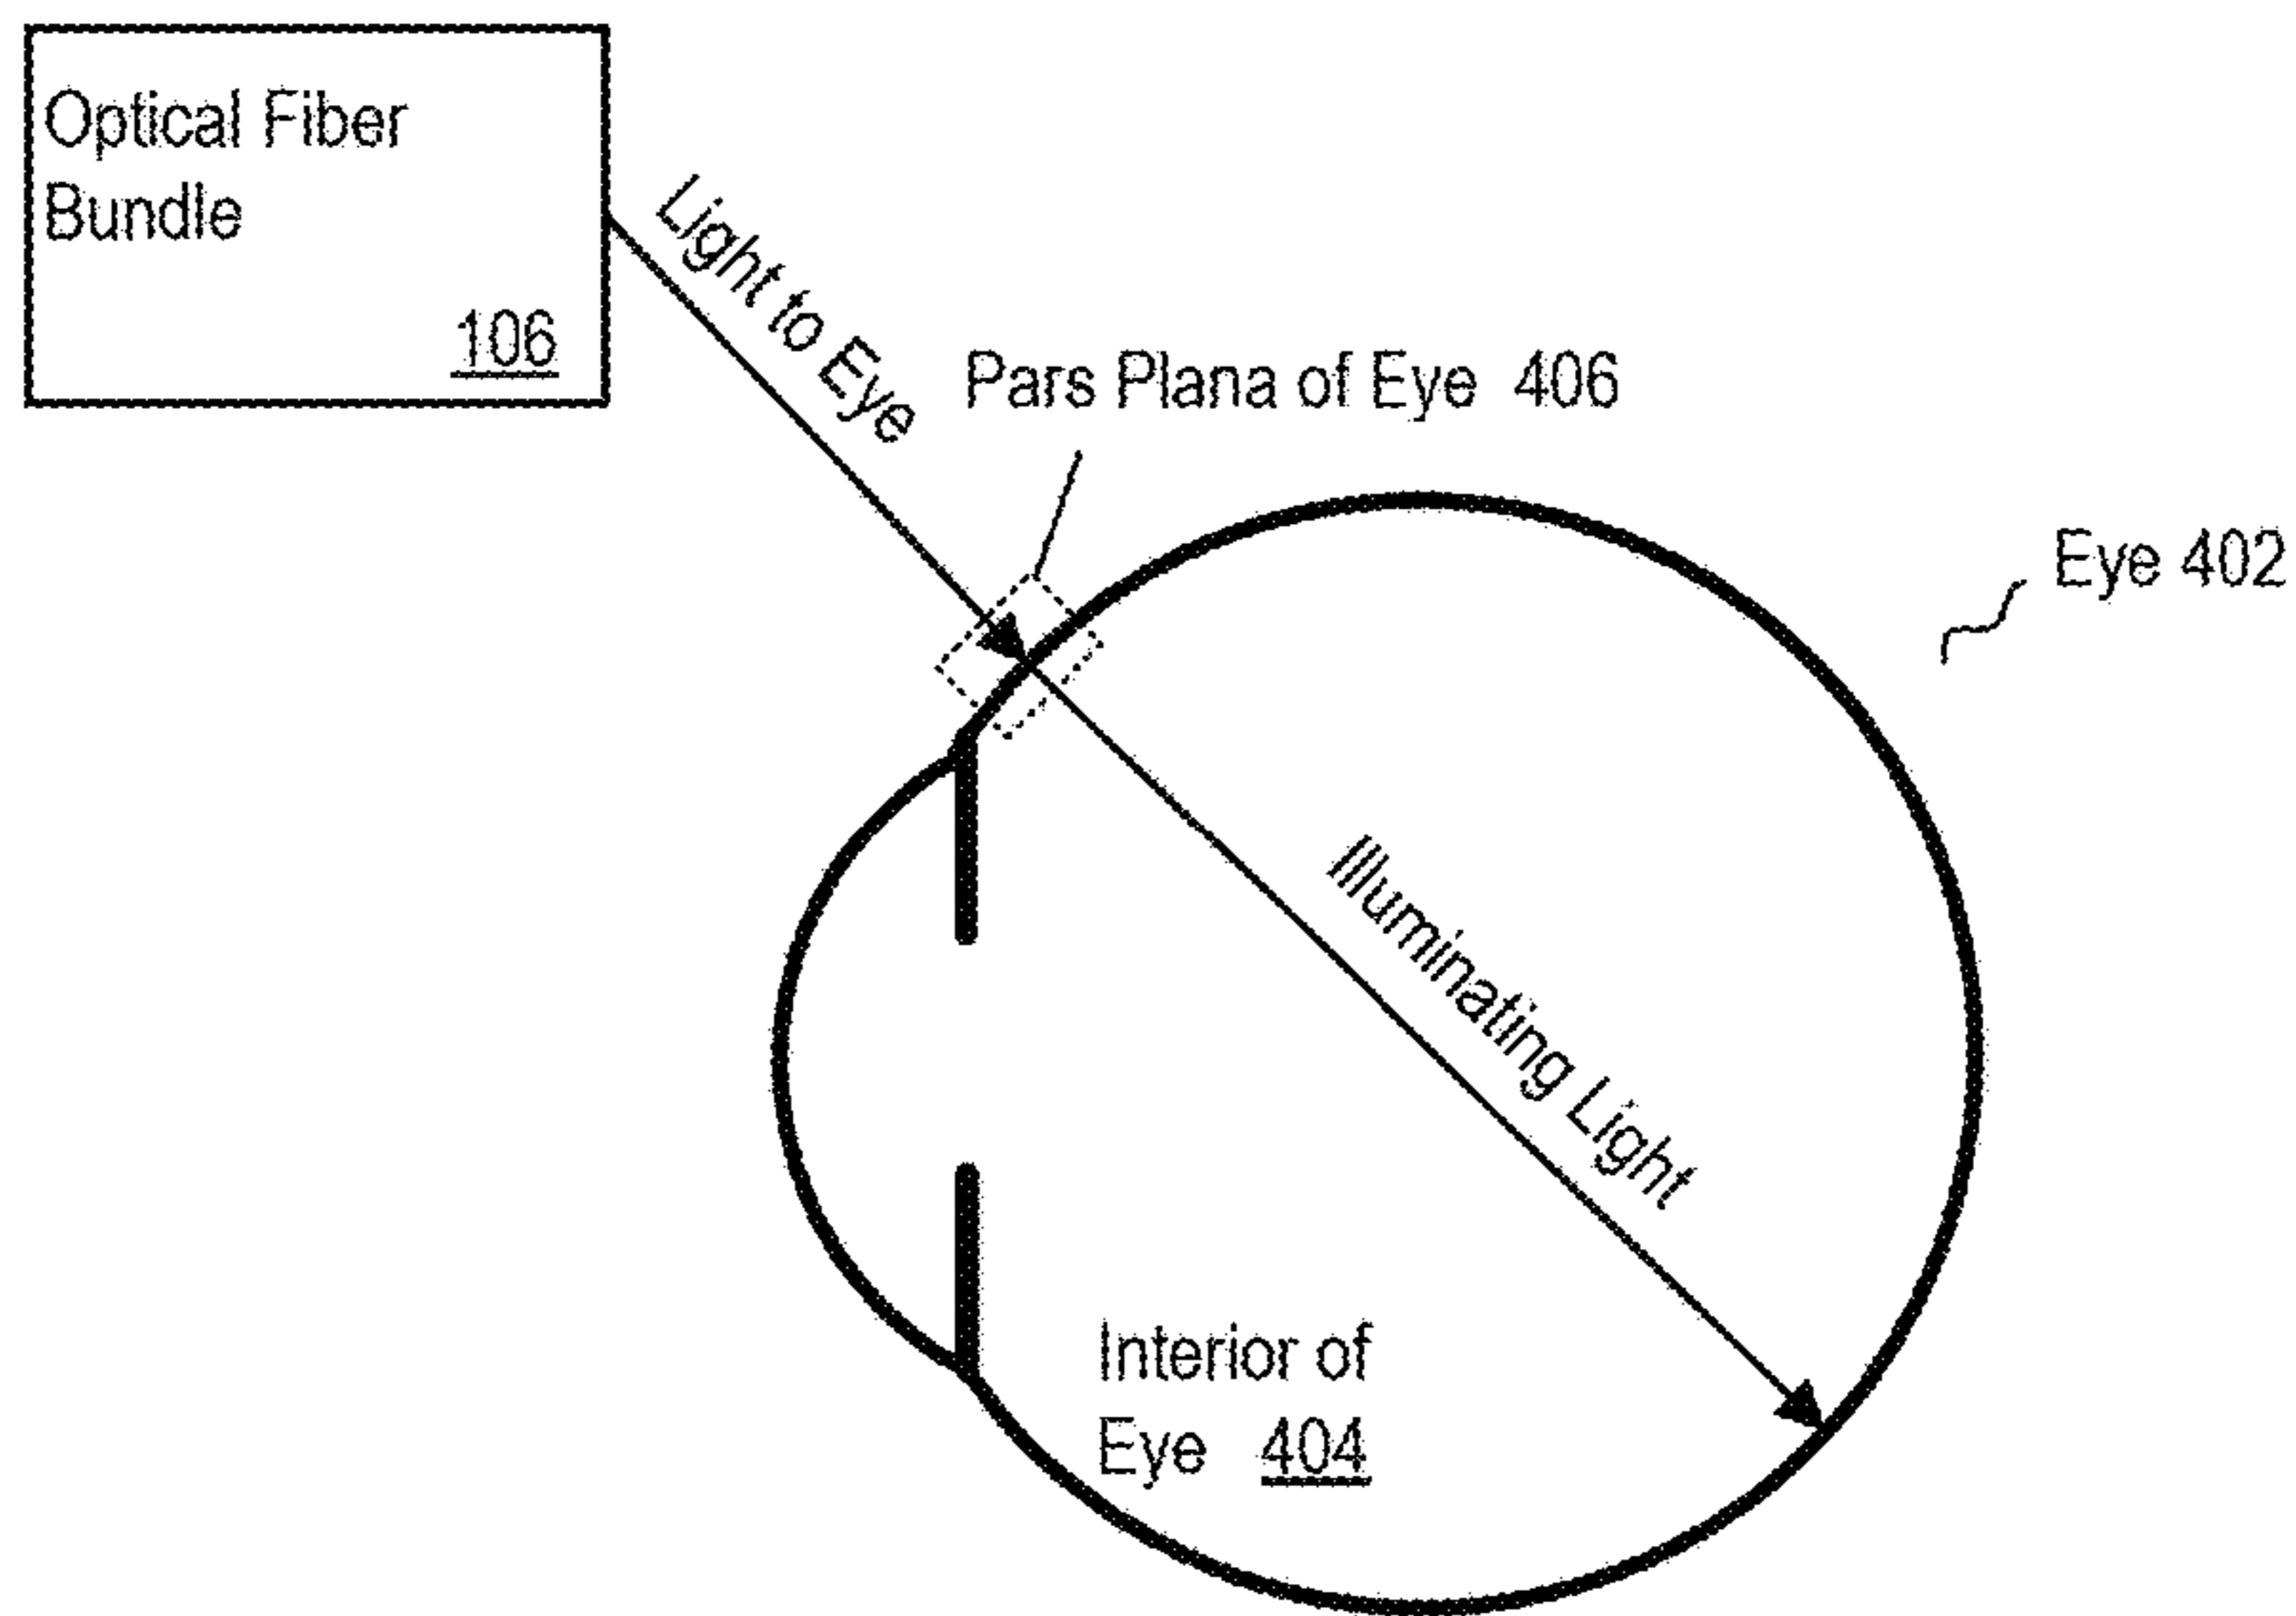 Optical Fiber
Bundle
106
Light to Eye
Pars Plana of Eye 406
Eye 402
Illuminating Light
Interior of
Eye 404